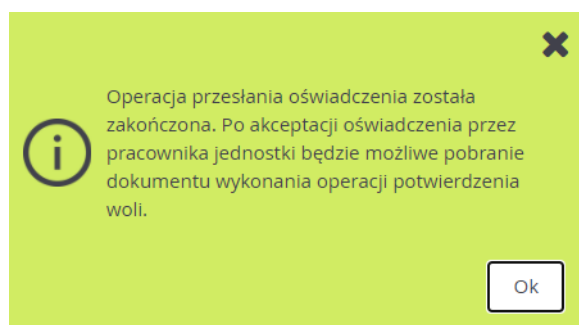 Operacja przesłania oświadczenia została
zakończona. Po akceptacji oświadczenia przez
pracownika jednostki będzie możliwe pobranie
dokumentu wykonania operacji potwierdzenia
woli.
Ok